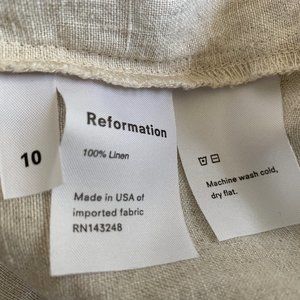 10
Reformation
100% Linen
Made in USA of
imported fabric
RN143248
Machine wash cold,
dry flat.